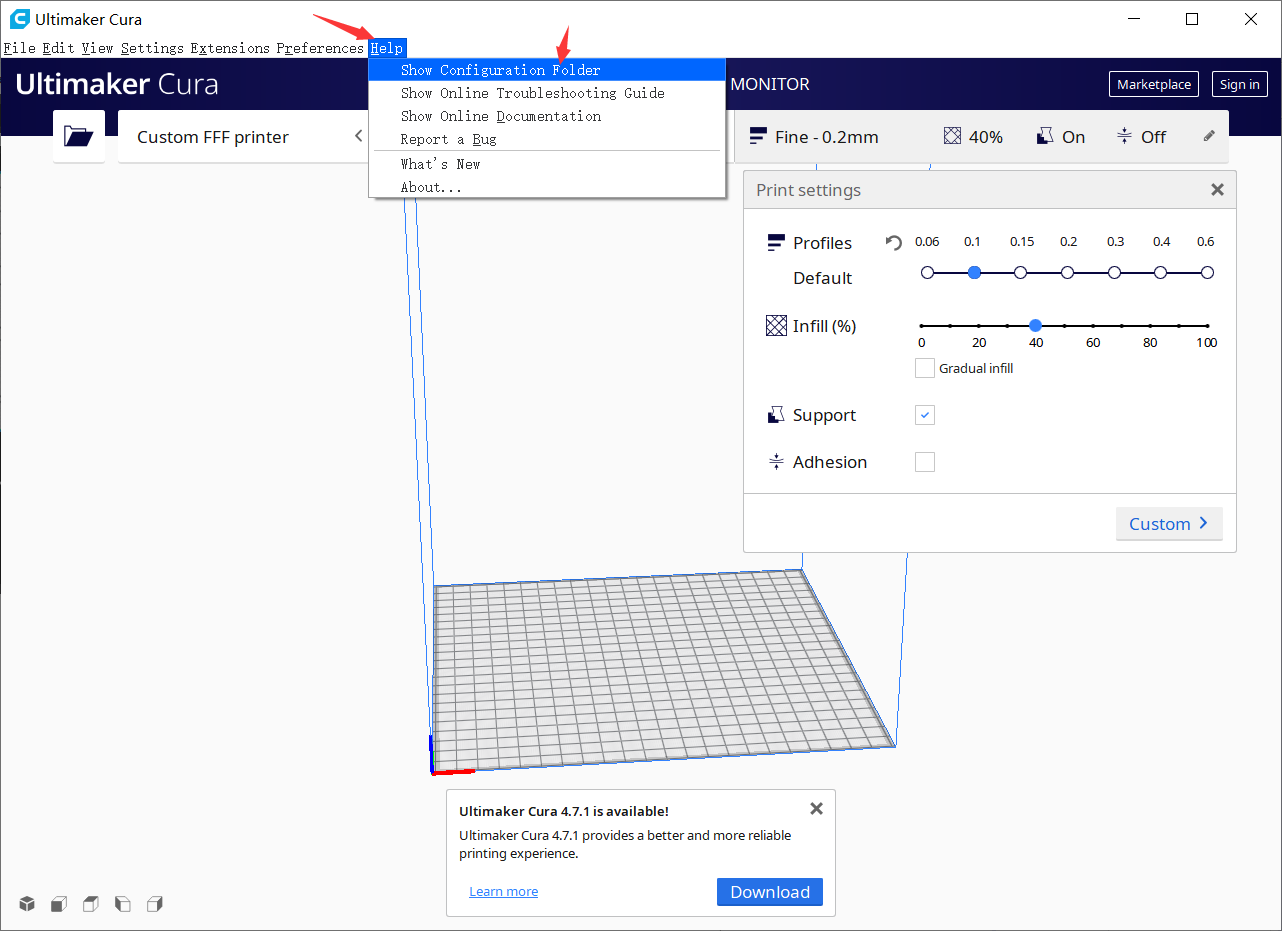 Ultimaker Cura
File Edit View Settings Extensions Preferences Help
Ultimaker Cura
MONITOR
Marketplace
Sign in
Show Configuration Folder
Show Online Troubleshooting Guide
Show Online Documentation
Report a Bug
What's New
About...
Custom FFF printer
Fine - 0.2mm
40%
On
Off
Print settings
Profiles
0.06 0.1 0.15 0.2 0.3 0.4 0.6
Default
Infill (%)
0 20 40 60 80 100
Gradual infill
Support
Adhesion
Custom
Ultimaker Cura 4.7.1 is available!
Ultimaker Cura 4.7.1 provides a better and more reliable
printing experience.
Learn more
Download